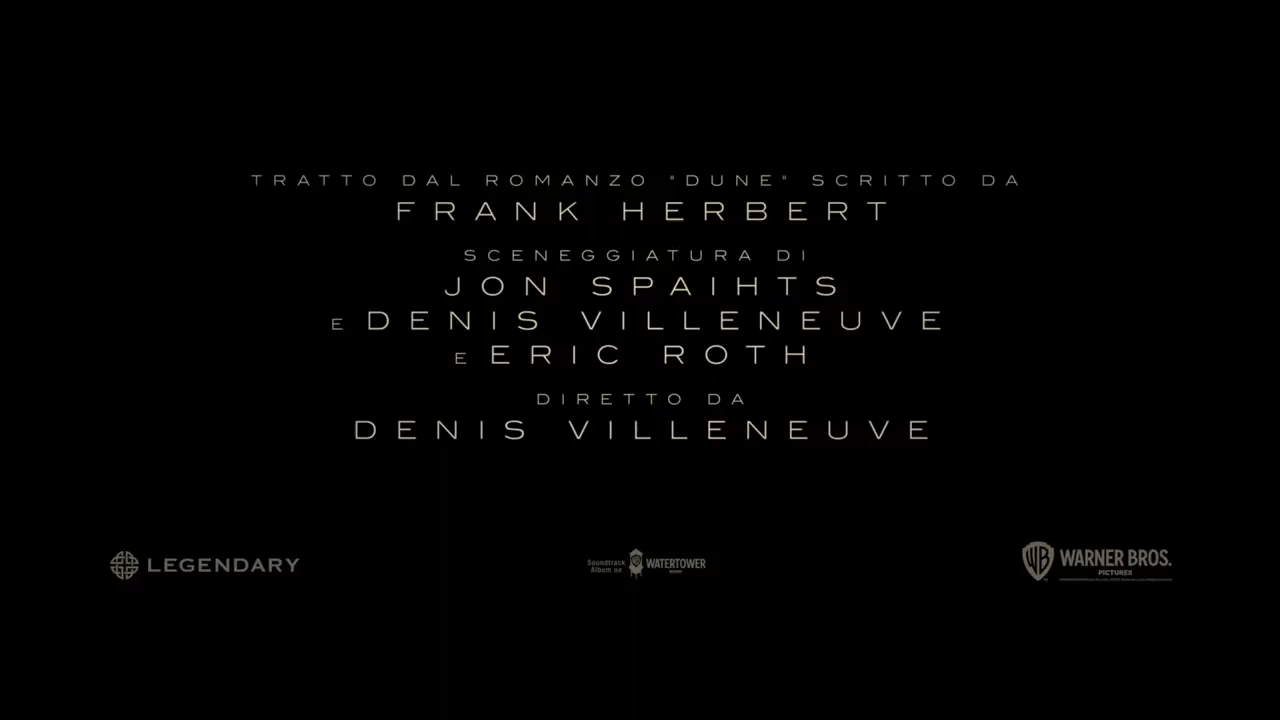 TRATTO DAL ROMANZO "DUNE" SCRITTO DA
FRANK HERBERT
SCENEGGIATURA DI
JON SPAIHTS
E DENIS VILLENEUVE
E ERIC ROTH
DIRETTO DA
DENIS VILLENEUVE
LEGENDARY
Soundtrack
Album on
WATERTOWER
WB
WARNER BROS.
PICTURES